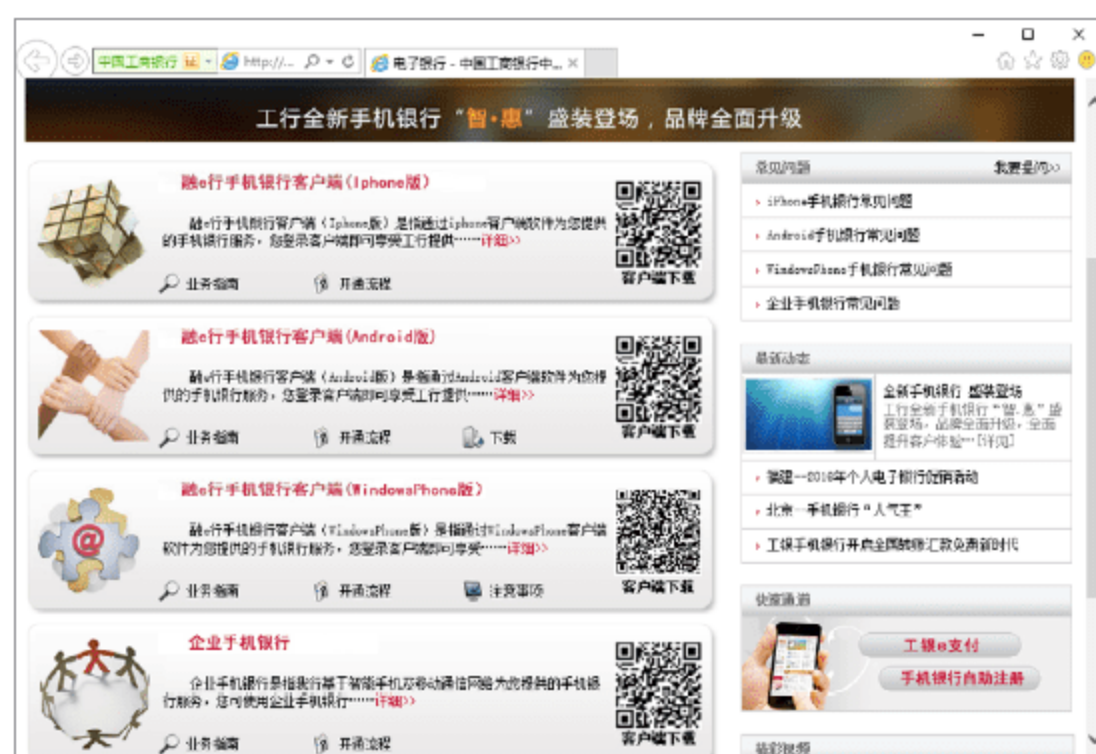 中国工商银行 证
http://...
电子银行 - 中国工商银行中... ×
工行全新手机银行“智·惠”盛装登场，品牌全面升级
融e行手机银行客户端(Iphone版)
融e行手机银行客户端（Iphone版）是指通过iphone客户端软件为您提供
的手机银行服务，您登录客户端即可享受工行提供……详细>>
业务指南 开通流程
客户端下载
融e行手机银行客户端(Android版)
融e行手机银行客户端（Android版）是指通过Android客户端软件为您提
供的手机银行服务，您登录客户端即可享受工行提供……详细>>
业务指南 开通流程 下载
客户端下载
融e行手机银行客户端(WindowsPhone版)
融e行手机银行客户端（WindowsPhone版）是指通过WindowsPhone客户端
软件为您提供的手机银行服务，您登录客户端即可享受……详细>>
业务指南 开通流程 注意事项
客户端下载
企业手机银行
企业手机银行是指我行基于智能手机及移动通信网络为您提供的手机银
行服务，您可使用企业手机银行……详细>>
业务指南 开通流程
客户端下载
常见问题 我要提问>>
iPhone手机银行常见问题
Android手机银行常见问题
WindowsPhone手机银行常见问题
企业手机银行常见问题
最新动态
全新手机银行 盛装登场
工行全新手机银行“智.惠”盛
装登场，品牌全面升级，全面
提升客户体验…[详见]
福建--2016年个人电子银行促销活动
北京--手机银行“人气王”
工银手机银行开启全国转账汇款免费新时代
快速通道
工银e支付
手机银行自助注册
精彩视频